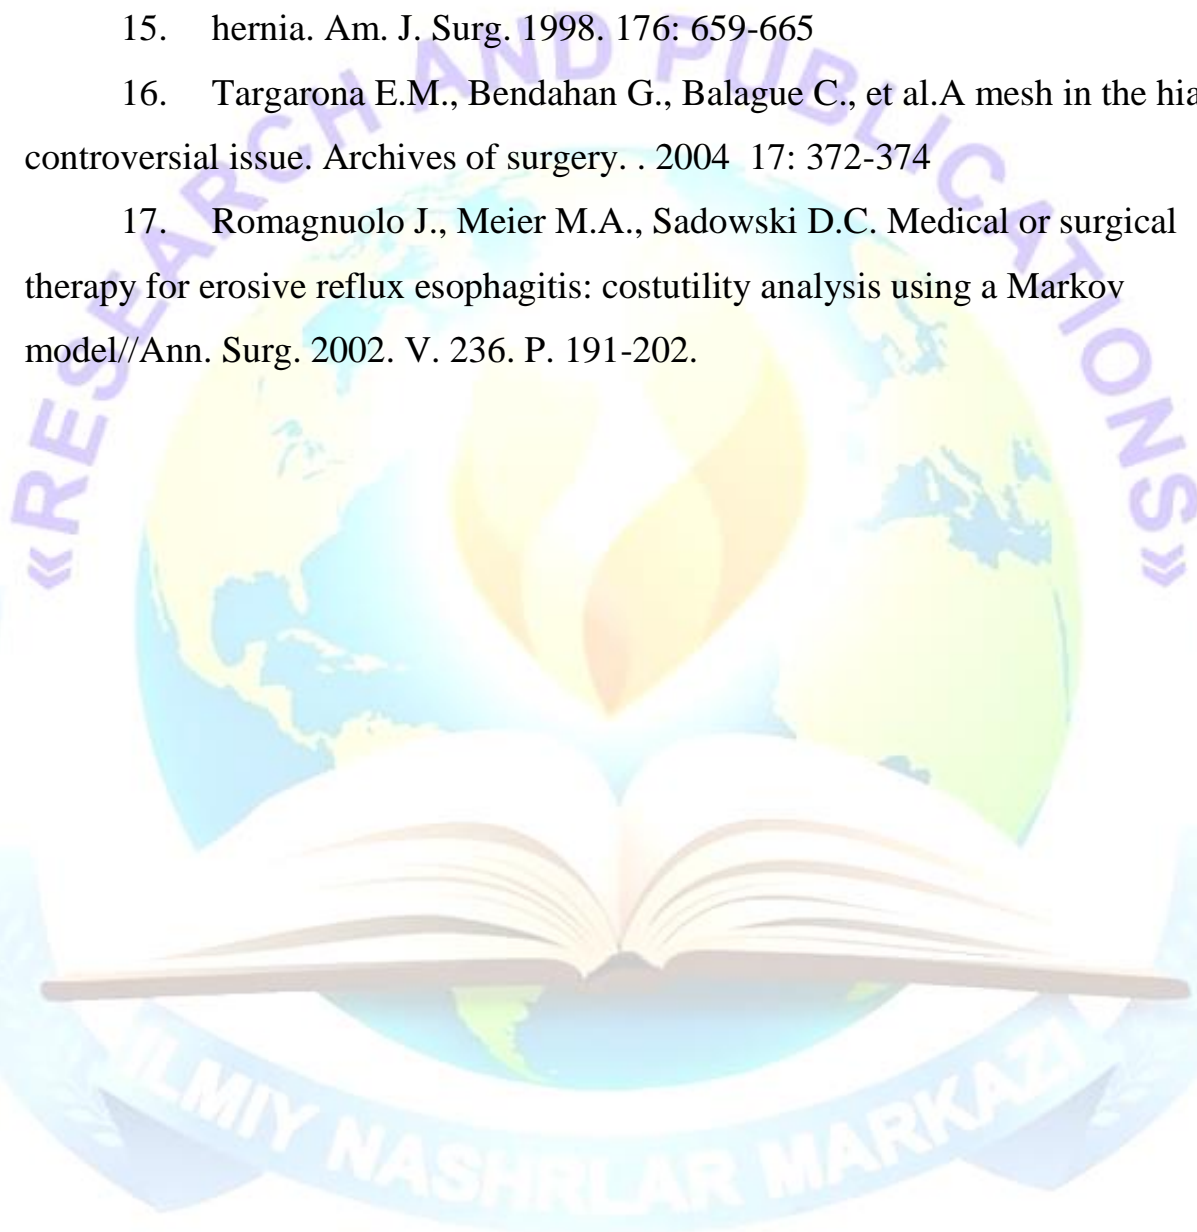 15. hernia. Am. J. Surg. 1998. 176: 659-665
16. Targarona E.M., Bendahan G., Balague C., et al.A mesh in the hia
controversial issue. Archives of surgery. . 2004 17: 372-374
17. Romagnuolo J., Meier M.A., Sadowski D.C. Medical or surgical
therapy for erosive reflux esophagitis: costutility analysis using a Markov
model//Ann. Surg. 2002. V. 236. P. 191-202.
«RESEARCH AND PUBLICATIONS»
ILMIY NASHRLAR MARKAZI